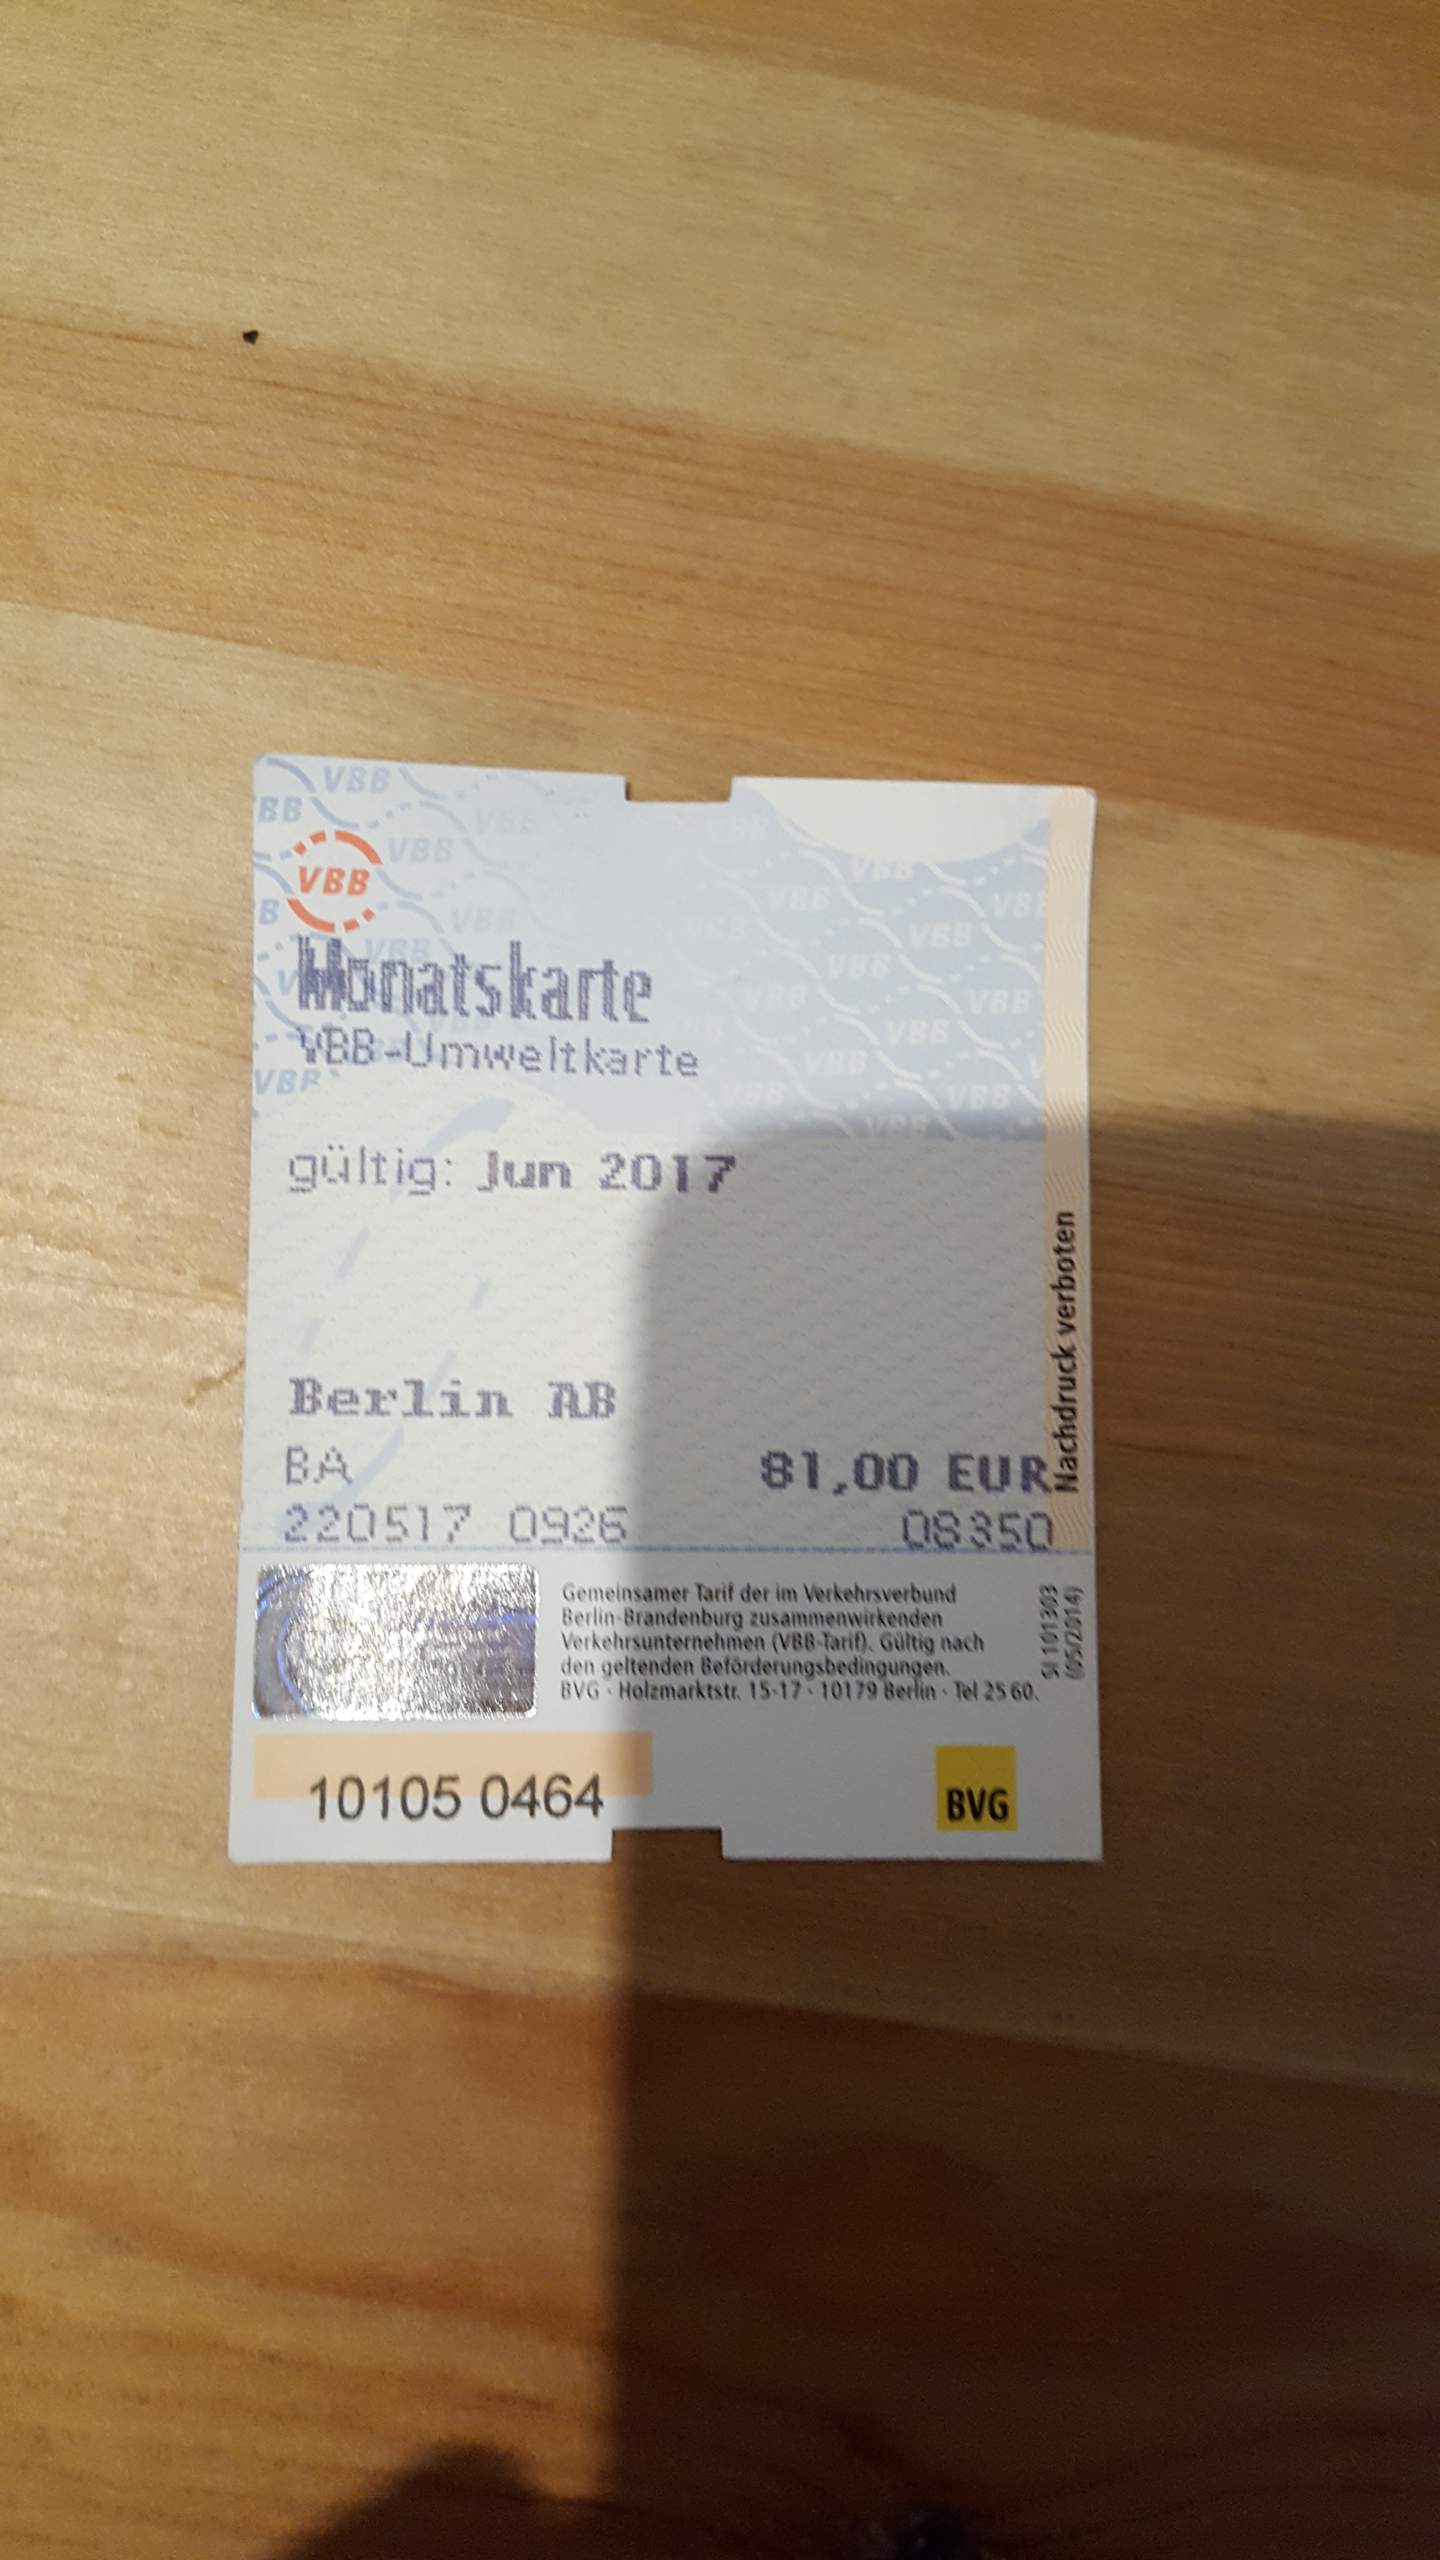 VBB
Monatskarte
VBB-Umweltkarte
gültig: Jun 2017
Berlin AB
BA
81,00 EUR
220517 0926
08350
Nachdruck verboten
Gemeinsamer Tarif der im Verkehrsverbund
Berlin-Brandenburg zusammenwirkenden
Verkehrsunternehmen (VBB-Tarif). Gültig nach
den geltenden Beförderungsbedingungen.
BVG · Holzmarktstr. 15-17 · 10179 Berlin · Tel 25 60.
SI 101303
(05/2014)
10105 0464
BVG